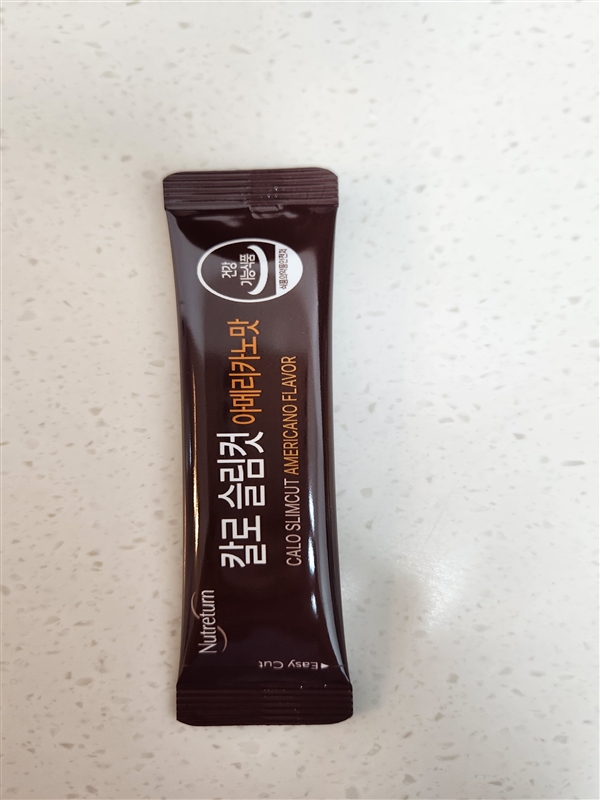 Nutreturn
칼로 슬림컷 아메리카노맛
CALO SLIMCUT AMERICANO FLAVOR
건강
기능식품
식품의약품안전처
◀Easy Cut